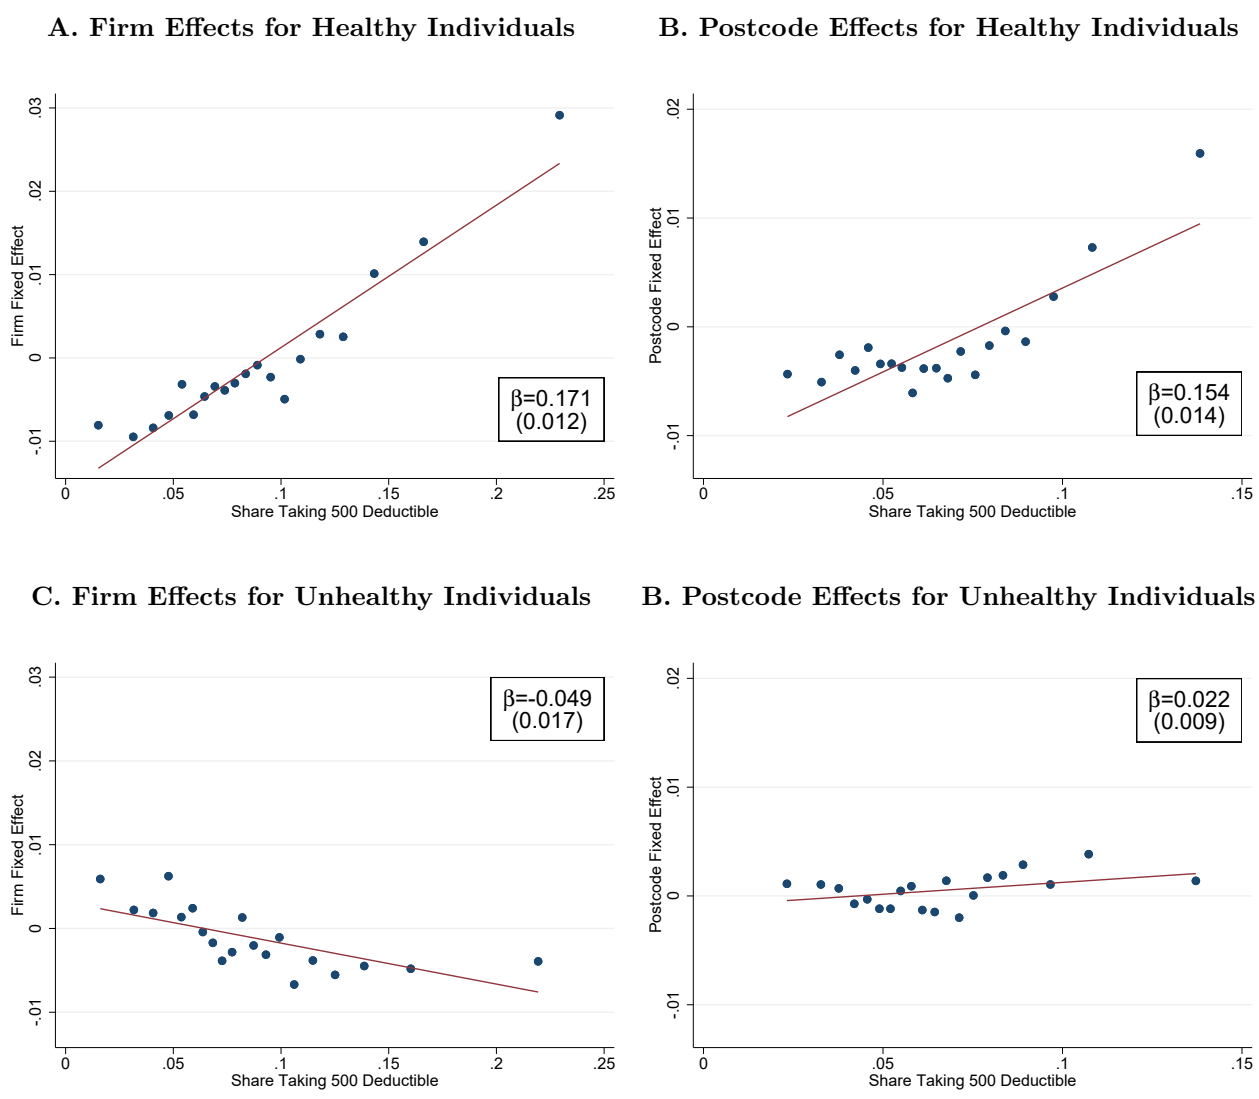 A. Firm Effects for Healthy Individuals
.03
.02
.01
0
-.01
Firm Fixed Effect
β=0.171
(0.012)
0 .05 .1 .15 .2 .25
Share Taking 500 Deductible
B. Postcode Effects for Healthy Individuals
.02
.01
0
-.01
Postcode Fixed Effect
β=0.154
(0.014)
0 .05 .1 .15
Share Taking 500 Deductible
C. Firm Effects for Unhealthy Individuals
.03
.02
.01
0
-.01
Firm Fixed Effect
β=-0.049
(0.017)
0 .05 .1 .15 .2 .25
Share Taking 500 Deductible
B. Postcode Effects for Unhealthy Individuals
.02
.01
0
-.01
Postcode Fixed Effect
β=0.022
(0.009)
0 .05 .1 .15
Share Taking 500 Deductible